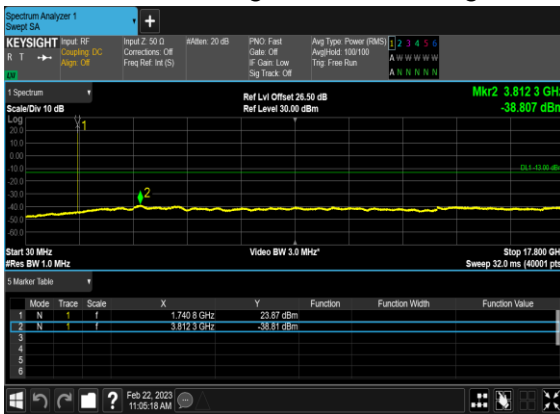 Spectrum Analyzer 1
Swept SA
KEYSIGHT Input: RF Input Z: 50 Ω #Atten: 20 dB PNO: Fast Avg Type: Power (RMS) 1 2 3 4 5 6
R T Coupling: DC Corrections: Off Gate: Off Avg|Hold: 100/100 A W W W W W
Align: Off Freq Ref: Int (S) IF Gain: Low Trig: Free Run
LV Sig Track: Off A N N N N N
1 Spectrum Ref Lvl Offset 26.50 dB Mkr2 3.812 3 GHz
Scale/Div 10 dB Ref Level 30.00 dBm -38.807 dBm
Log
20.0 1
10.0
0.00
-10.0 DL1 -13.00 dBm
-20.0
-30.0 2
-40.0
-50.0
-60.0
Start 30 MHz Video BW 3.0 MHz* Stop 17.800 GH
#Res BW 1.0 MHz Sweep 32.0 ms (40001 pts
5 Marker Table
Mode Trace Scale X Y Function Function Width Function Value
1 N 1 f 1.740 8 GHz 23.87 dBm
2 N 1 f 3.812 3 GHz -38.81 dBm
3
4
5
6
? Feb 22, 2023
11:05:18 AM